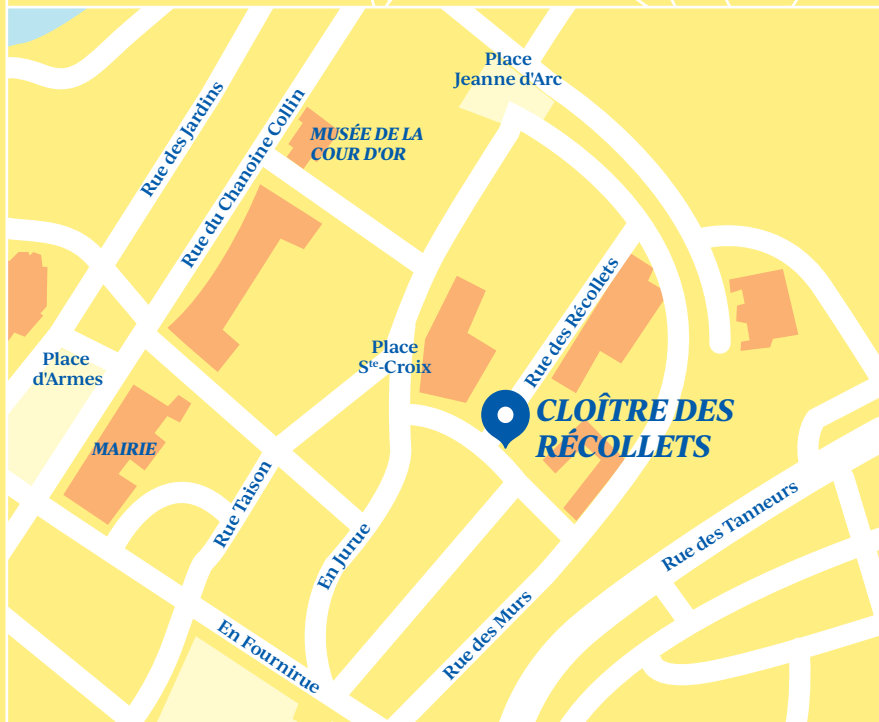 Place
Jeanne d'Arc
Rue des Jardins
Rue du Chanoine Collin
MUSÉE DE LA
COUR D'OR
Rue des Récollets
Place
d'Armes
Place
Sᵗᵉ-Croix
CLOÎTRE DES
RÉCOLLETS
MAIRIE
Rue Taison
En Jurue
Rue des Tanneurs
Rue des Murs
En Fournirue